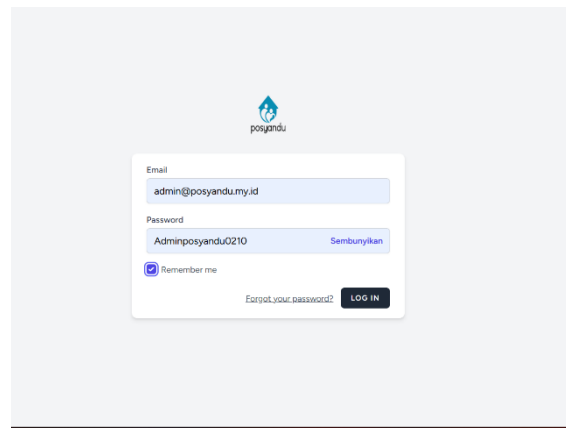 posyandu
Email
admin@posyandu.my.id
Password
Adminposyandu0210 Sembunyikan
Remember me
Forgot your password? LOG IN